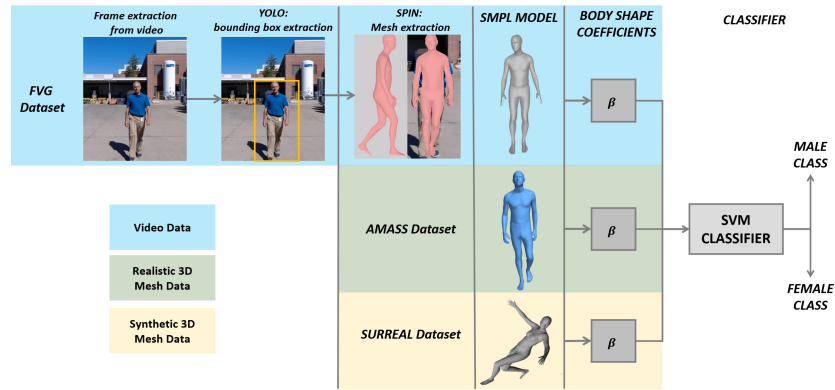 Frame extraction
from video
YOLO:
bounding box extraction
SPIN:
Mesh extraction
SMPL MODEL
BODY SHAPE
COEFFICIENTS
CLASSIFIER
FVG
Dataset
β
MALE
CLASS
AMASS Dataset
β
SVM
CLASSIFIER
Video Data
Realistic 3D
Mesh Data
FEMALE
CLASS
Synthetic 3D
Mesh Data
SURREAL Dataset
β